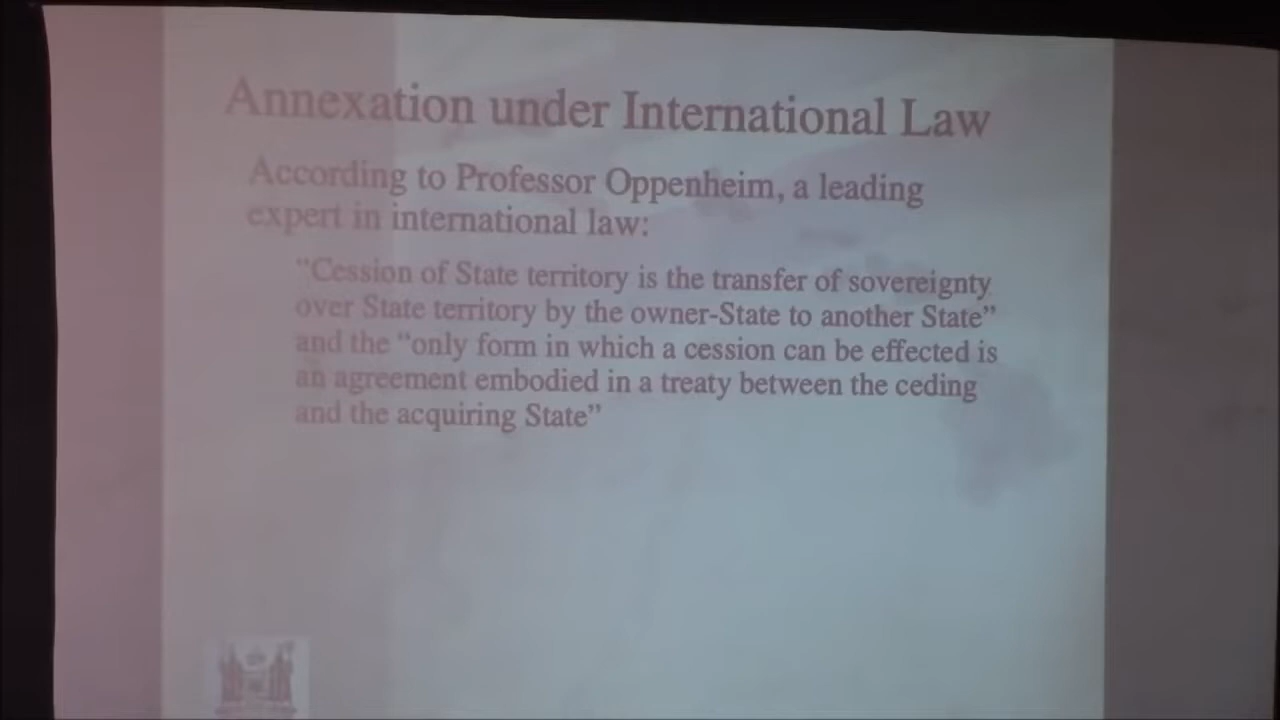 Annexation under International Law
According to Professor Oppenheim, a leading
expert in international law:
“Cession of State territory is the transfer of sovereignty
over State territory by the owner-State to another State”
and the “only form in which a cession can be effected is
an agreement embodied in a treaty between the ceding
and the acquiring State”